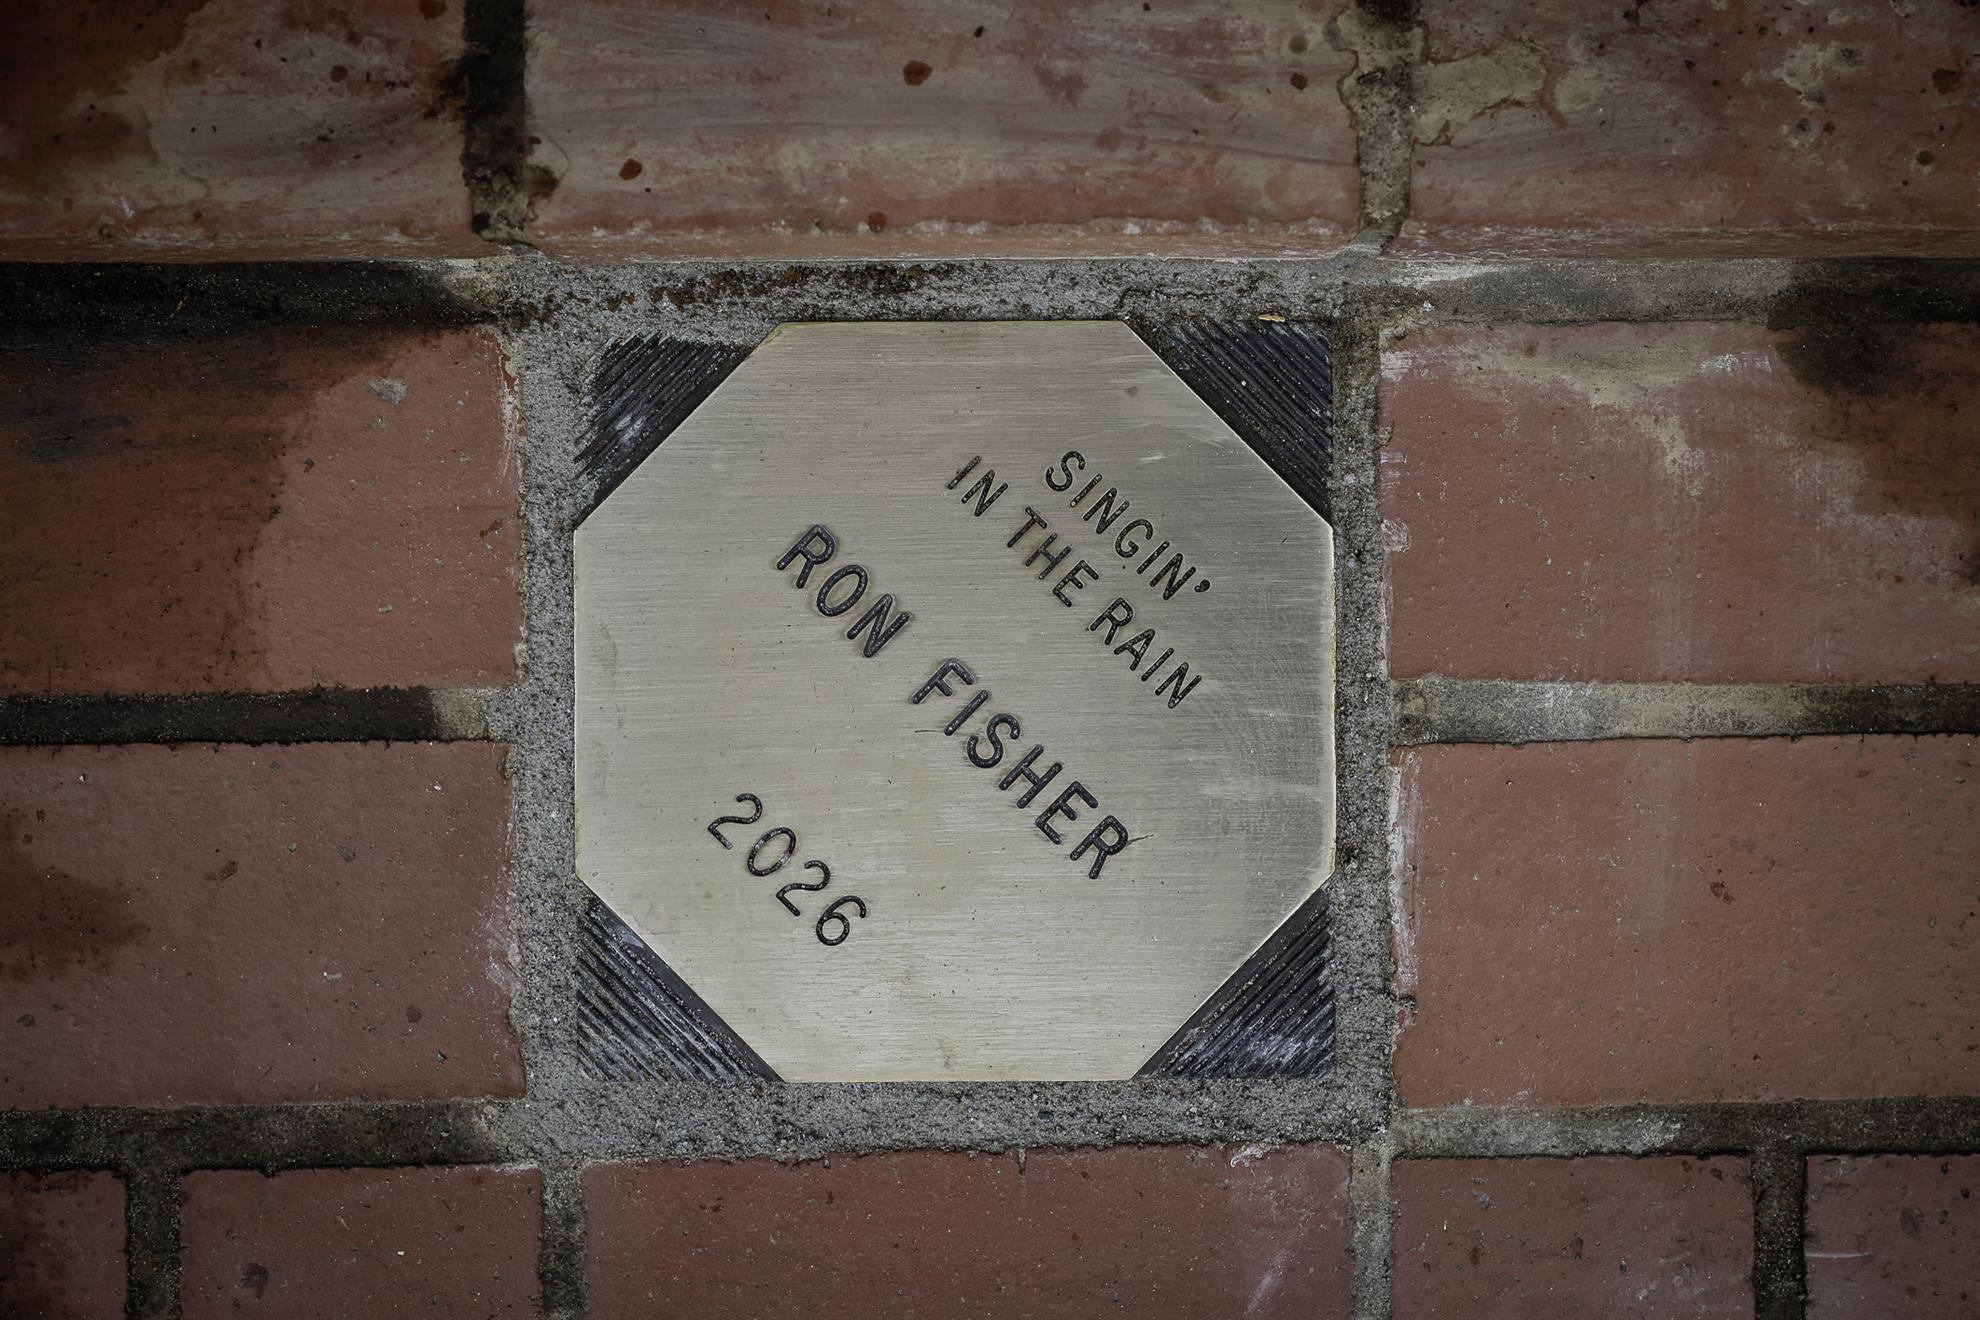 SINGIN’
IN THE RAIN
RON FISHER
2026